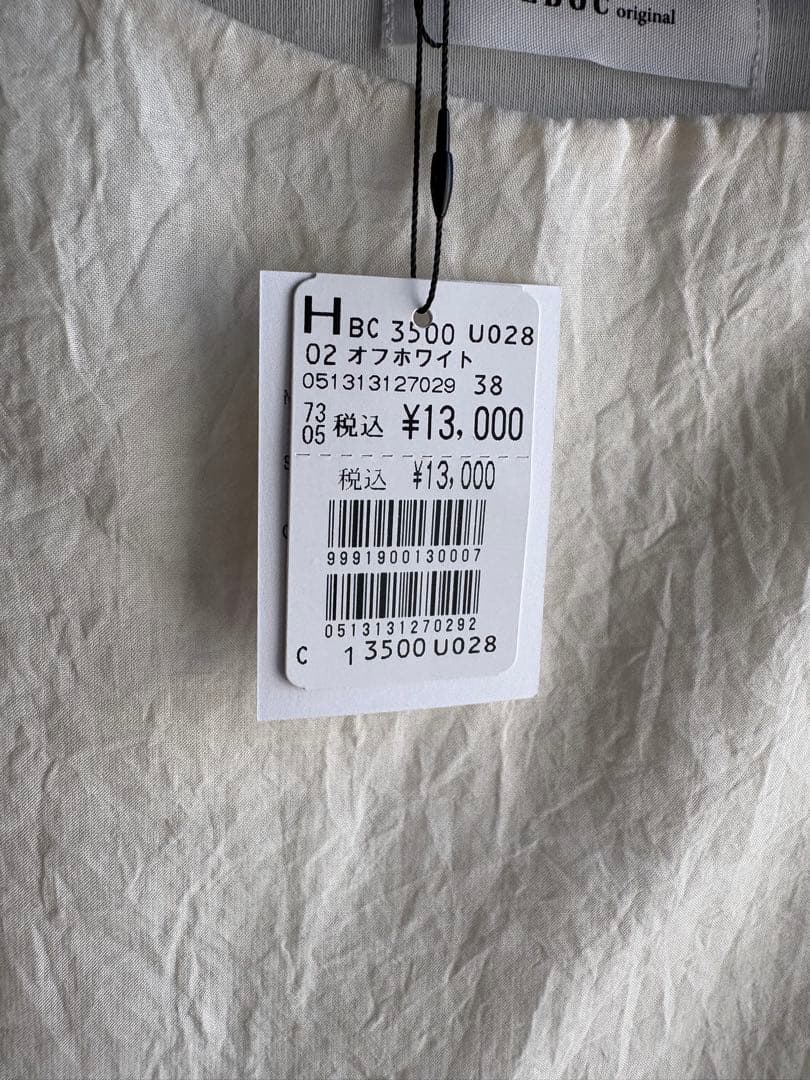 original
H BC 3500 U028
02 オフホワイト
051313127029 38
73
05 税込 ¥13,000
税込 ¥13,000
9991900130007
0513131270292
C 1 3500 U028